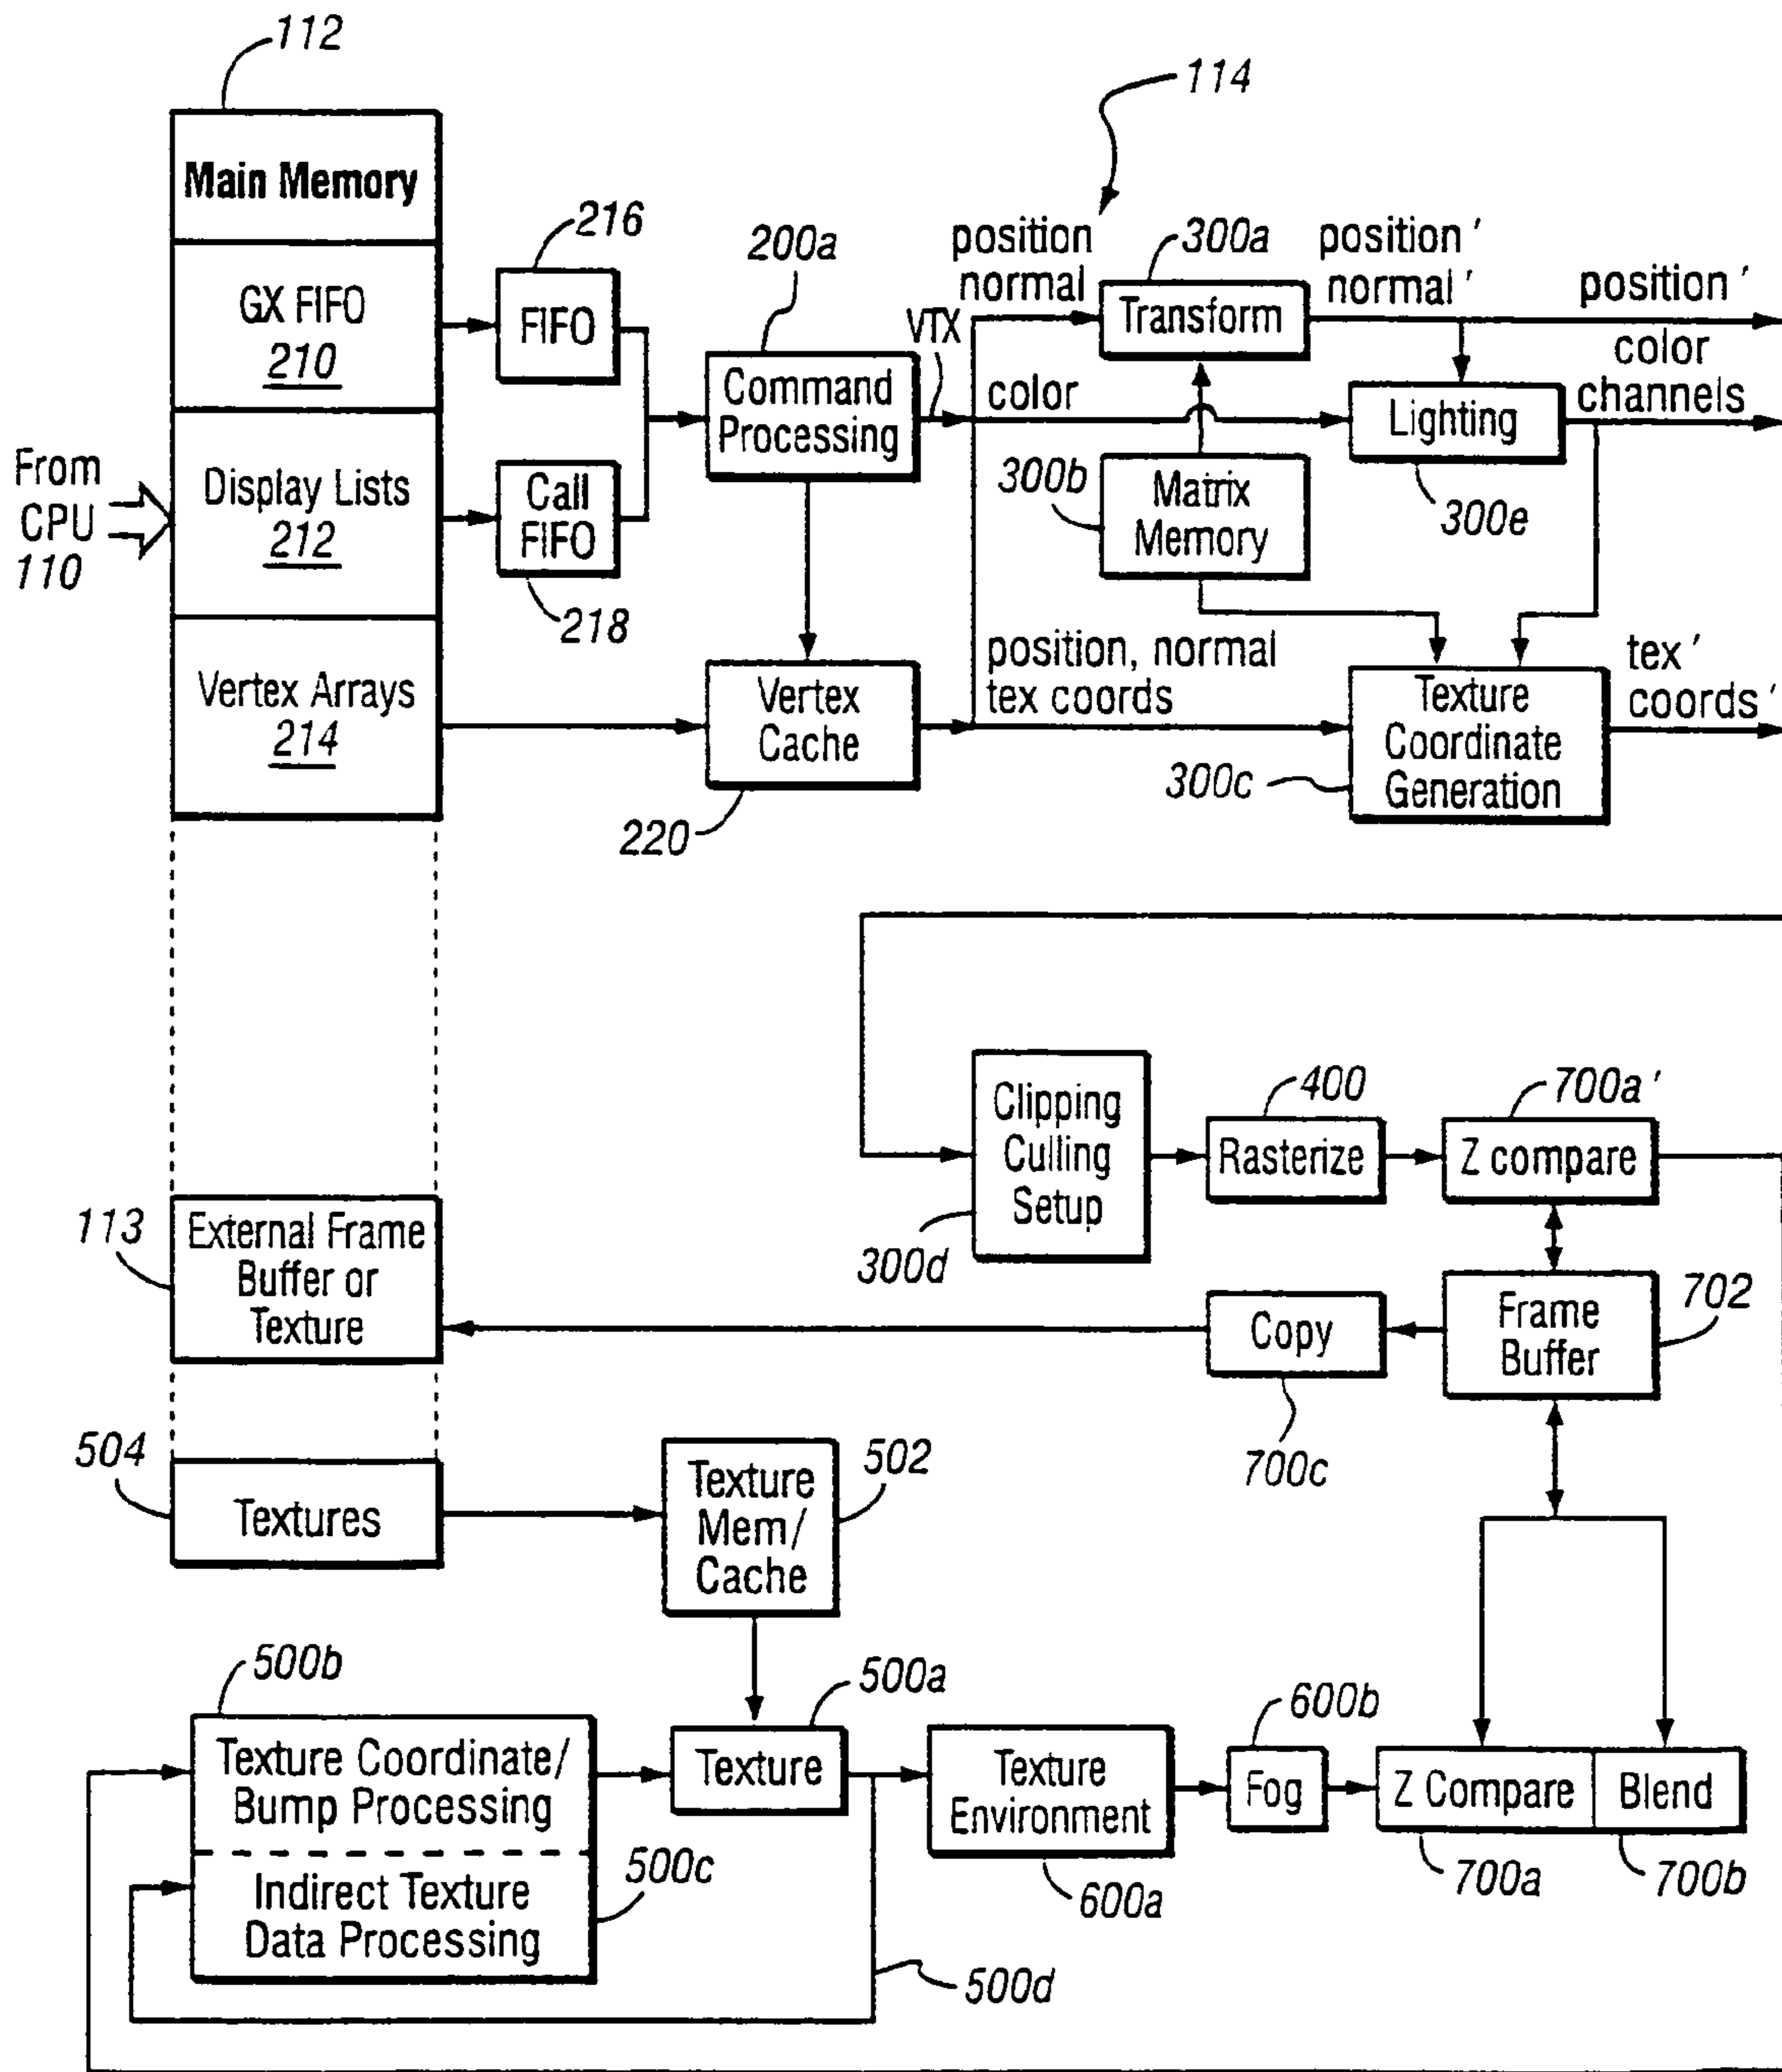 112
114
Main Memory
216
200a
position
normal
300a
position '
normal '
position '
GX FIFO
210
FIFO
VTX
Transform
color
channels
Command
Processing
color
Lighting
From
CPU
110
Display Lists
212
Call
FIFO
300b
Matrix
Memory
300e
218
Vertex Arrays
214
Vertex
Cache
position, normal
tex coords
Texture
Coordinate
Generation
tex '
coords '
300c
220
Clipping
Culling
Setup
400
700a '
Rasterize
Z compare
300d
113
External Frame
Buffer or
Texture
Copy
Frame
Buffer
702
700c
504
Textures
Texture
Mem/
Cache
502
500b
500a
600b
Texture Coordinate/
Bump Processing
Texture
Texture
Environment
Fog
Z Compare
Blend
Indirect Texture
Data Processing
500c
600a
700a
700b
500d